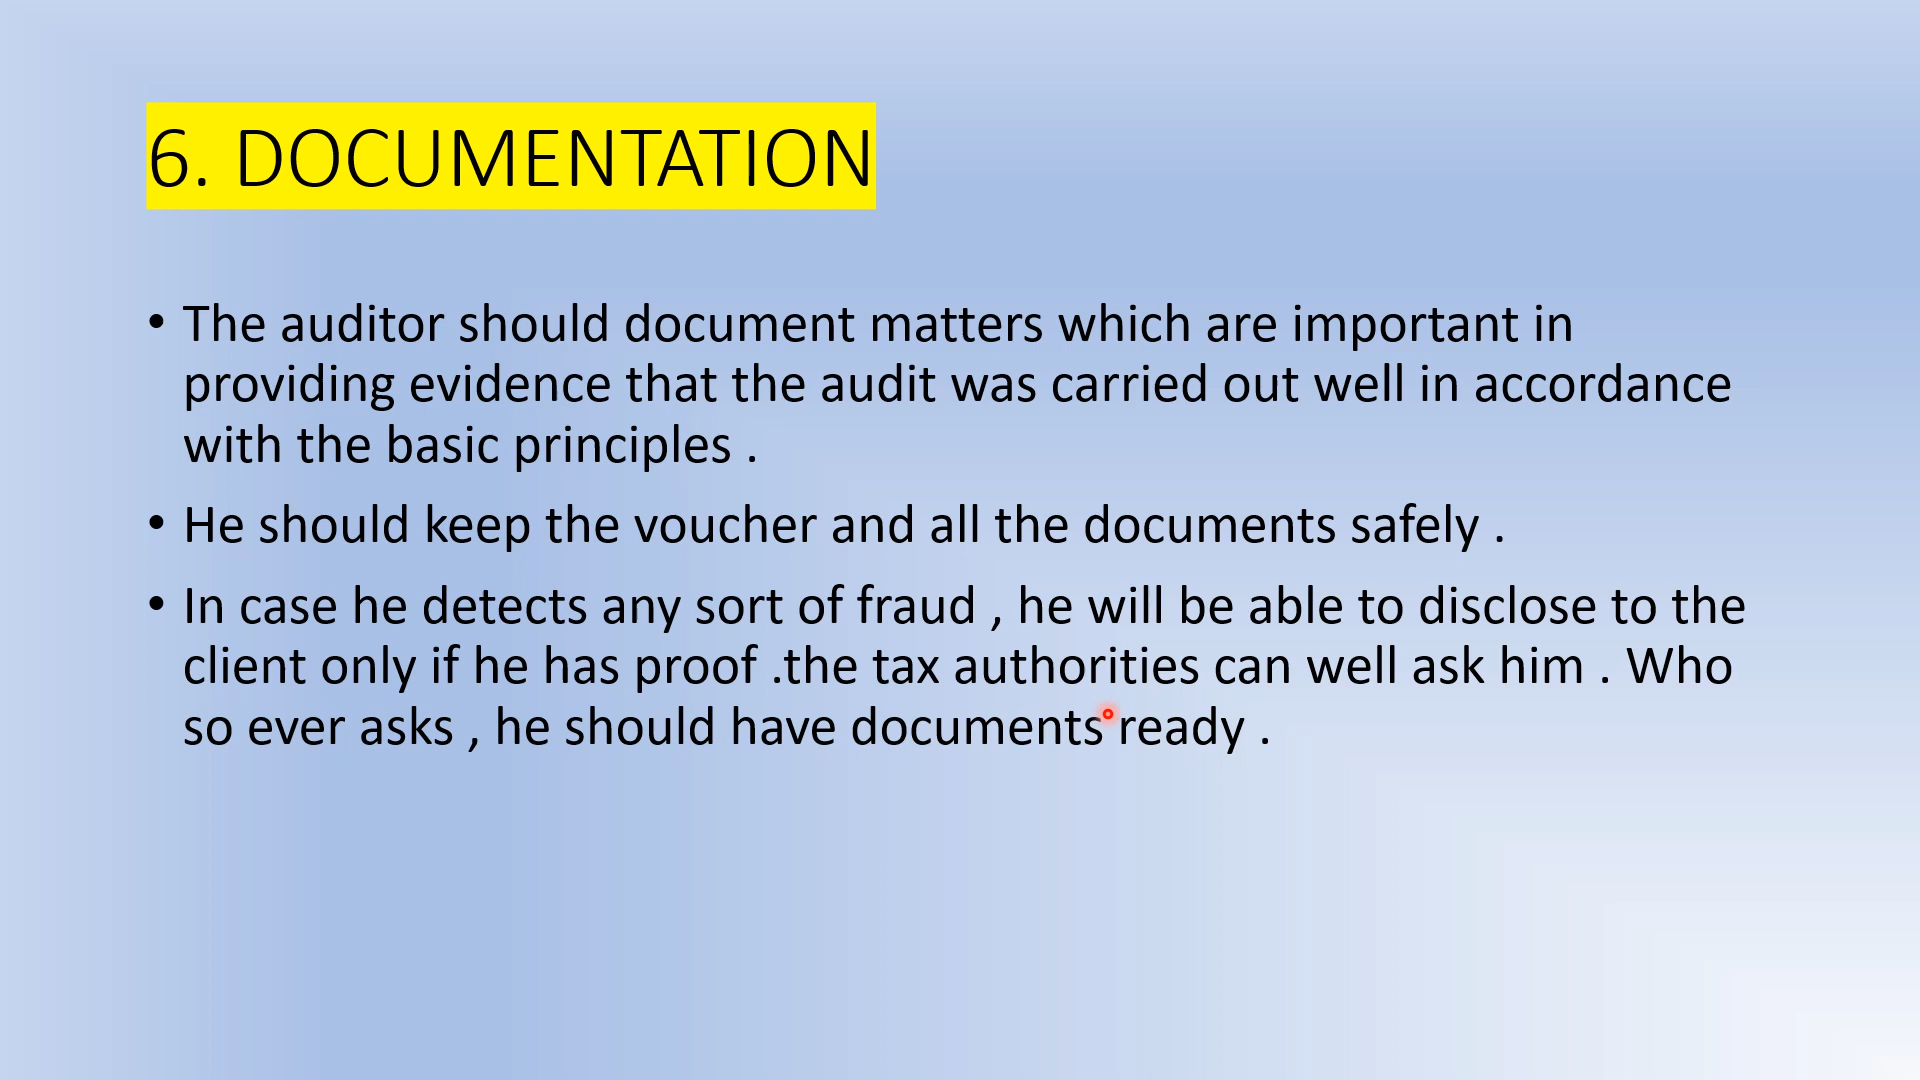 6. DOCUMENTATION
• The auditor should document matters which are important in
providing evidence that the audit was carried out well in accordance
with the basic principles .
• He should keep the voucher and all the documents safely .
• In case he detects any sort of fraud , he will be able to disclose to the
client only if he has proof .the tax authorities can well ask him . Who
so ever asks , he should have documents ready .